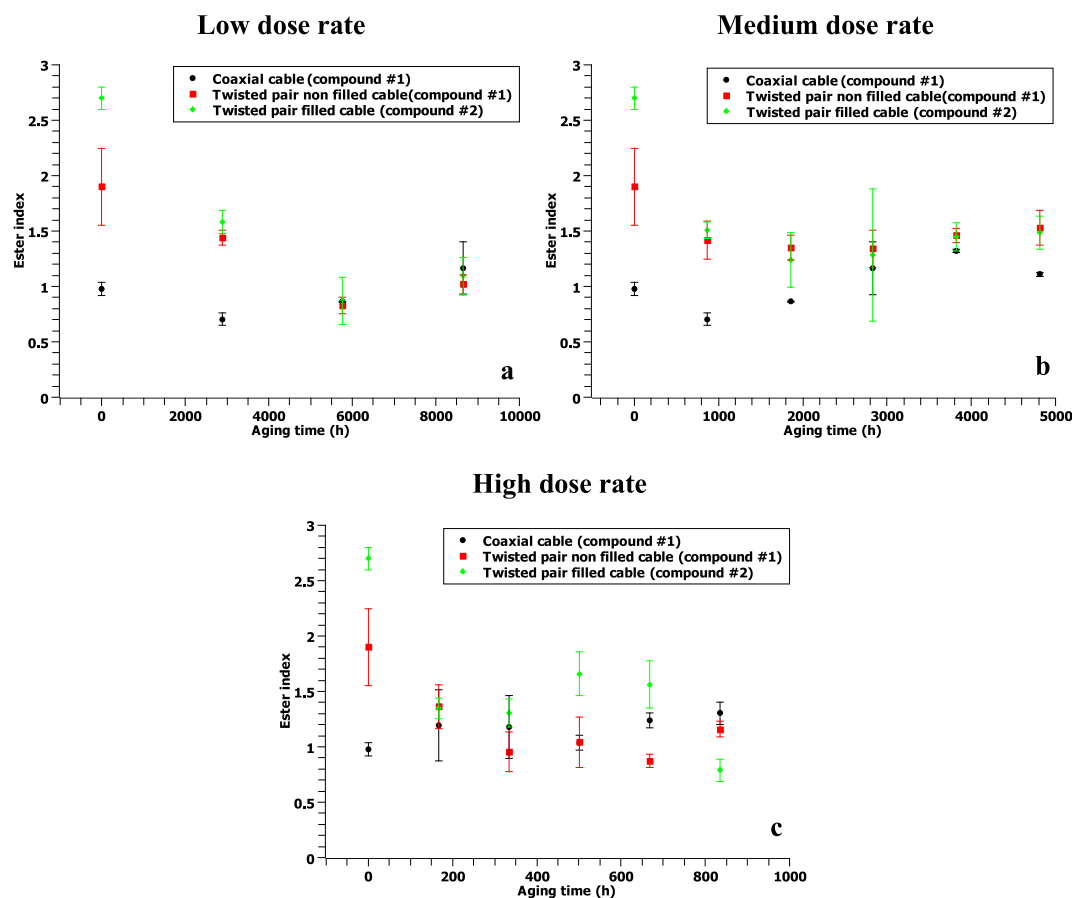 Low dose rate
Medium dose rate
3
2.5
2
1.5
1
0.5
0
Ester index
Coaxial cable (compound #1)
Twisted pair non filled cable(compound #1)
Twisted pair filled cable (compound #2)
a
0 2000 4000 6000 8000 10000
Aging time (h)
3
2.5
2
1.5
1
0.5
0
Ester index
Coaxial cable (compound #1)
Twisted pair non filled cable(compound #1)
Twisted pair filled cable (compound #2)
b
0 1000 2000 3000 4000 5000
Aging time (h)
High dose rate
3
2.5
2
1.5
1
0.5
0
Ester index
Coaxial cable (compound #1)
Twisted pair non filled cable (compound #1)
Twisted pair filled cable (compound #2)
c
0 200 400 600 800 1000
Aging time (h)